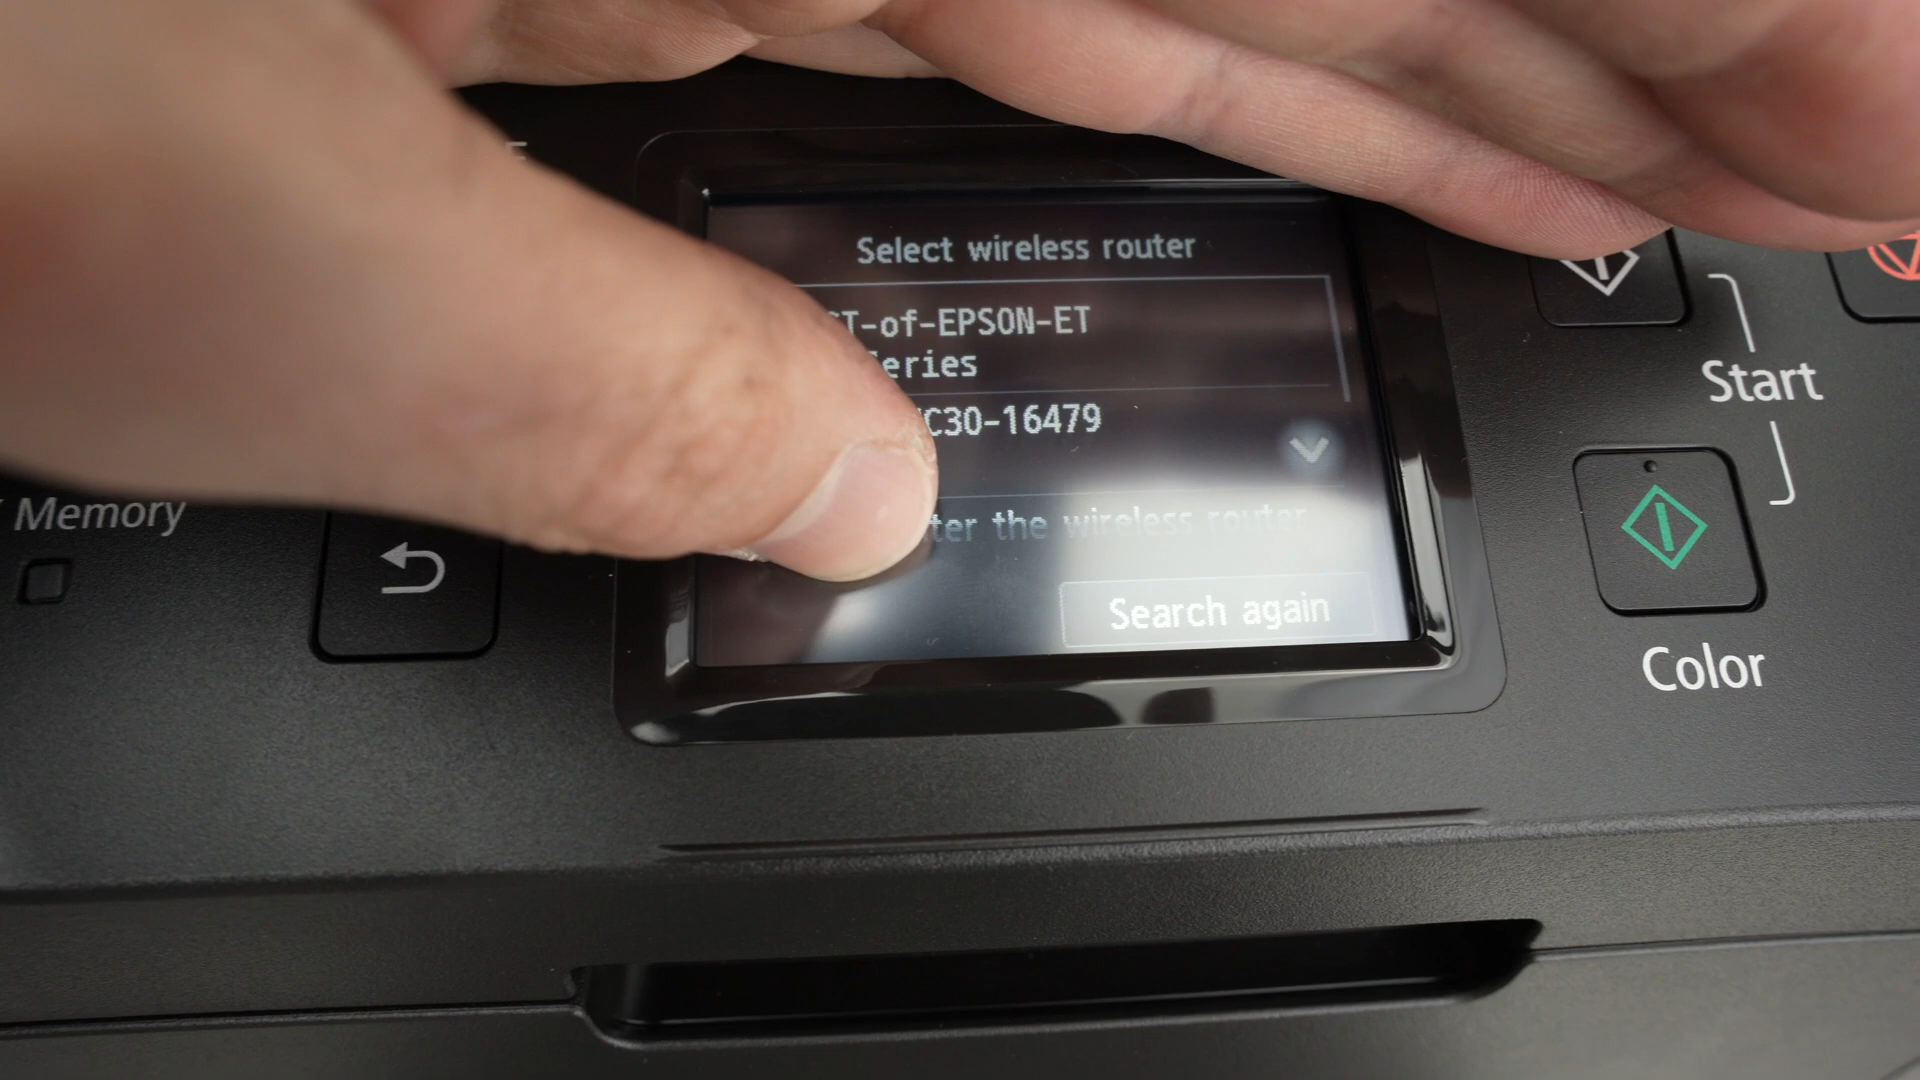 Select wireless router
T-of-EPSON-ET
eries
C30-16479
ter the wireless router
Search again
Memory
Start
Color